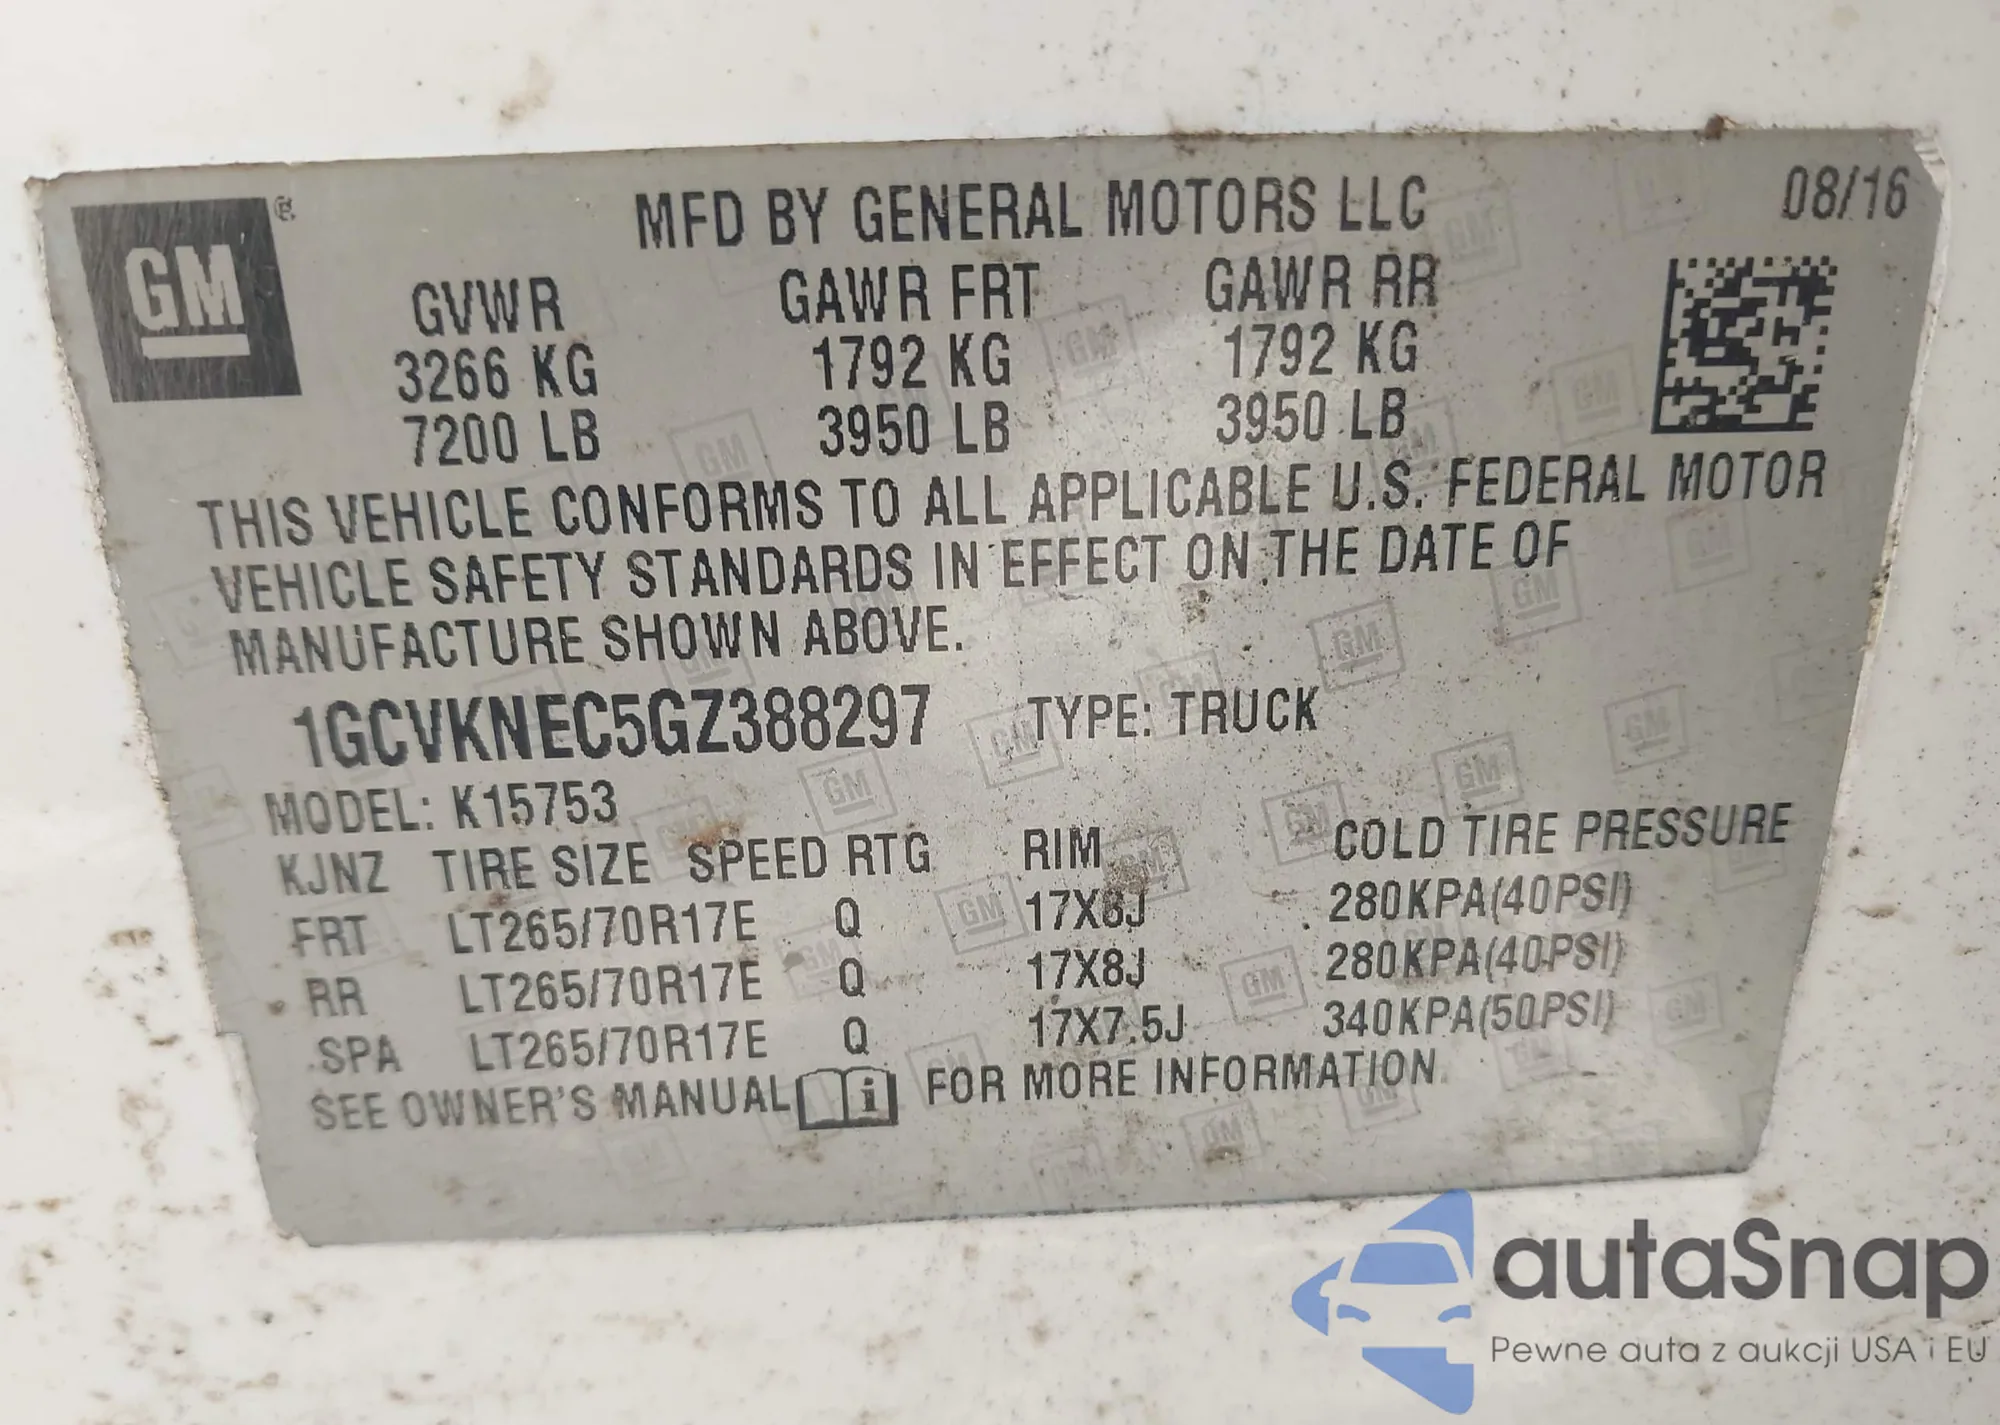 GM
MFD BY GENERAL MOTORS LLC
08/16
GVWR GAWR FRT GAWR RR
3266 KG 1792 KG 1792 KG
7200 LB 3950 LB 3950 LB
THIS VEHICLE CONFORMS TO ALL APPLICABLE U.S. FEDERAL MOTOR
VEHICLE SAFETY STANDARDS IN EFFECT ON THE DATE OF
MANUFACTURE SHOWN ABOVE.
1GCVKNEC5GZ388297 TYPE: TRUCK
MODEL: K15753
KJNZ TIRE SIZE SPEED RTG RIM COLD TIRE PRESSURE
FRT LT265/70R17E Q 17X8J 280KPA(40PSI)
RR LT265/70R17E Q 17X8J 280KPA(40PSI)
SPA LT265/70R17E Q 17X7.5J 340KPA(50PSI)
SEE OWNER'S MANUAL i FOR MORE INFORMATION
autaSnap
Pewne auta z aukcji USA i EU